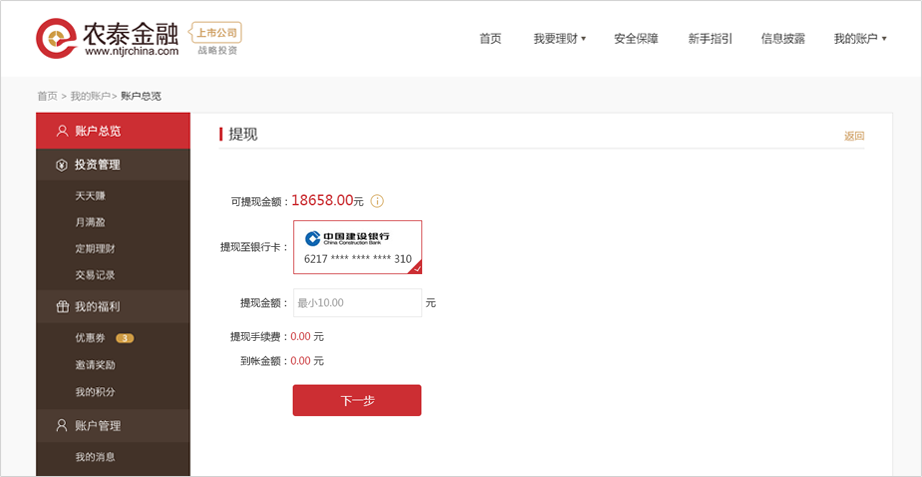 农泰金融
www.ntjrchina.com
上市公司
战略投资
首页 我要理财 安全保障 新手指引 信息披露 我的账户
首页 > 我的账户> 账户总览
账户总览
投资管理
天天赚
月满盈
定期理财
交易记录
我的福利
优惠券 3
邀请奖励
我的积分
账户管理
我的消息
提现
返回
可提现金额：18658.00元
提现至银行卡：
中国建设银行
China Construction Bank
6217 **** **** **** 310
提现金额： 最小10.00 元
提现手续费：0.00 元
到帐金额：0.00 元
下一步